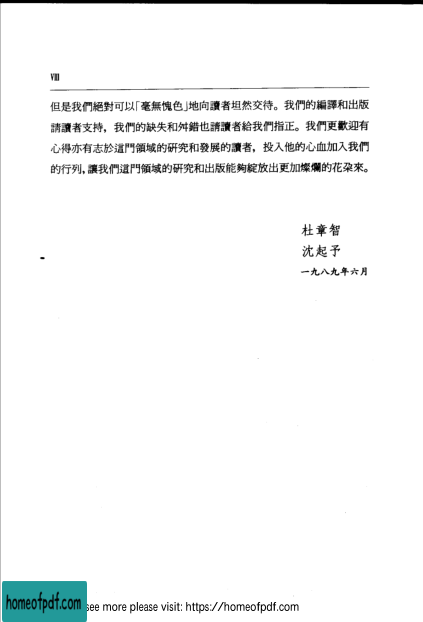 VIII
但是我們絕對可以「毫無愧色」地向讀者坦然交待。我們的編譯和出版
請讀者支持，我們的缺失和舛錯也請讀者給我們指正。我們更歡迎有
心得亦有志於這門領域的研究和發展的讀者，投入他的心血加入我們
的行列，讓我們這門領域的研究和出版能夠綻放出更加燦爛的花朶來。
杜章智
沈起予
一九八九年六月
homeofpdf.com
see more please visit: https://homeofpdf.com